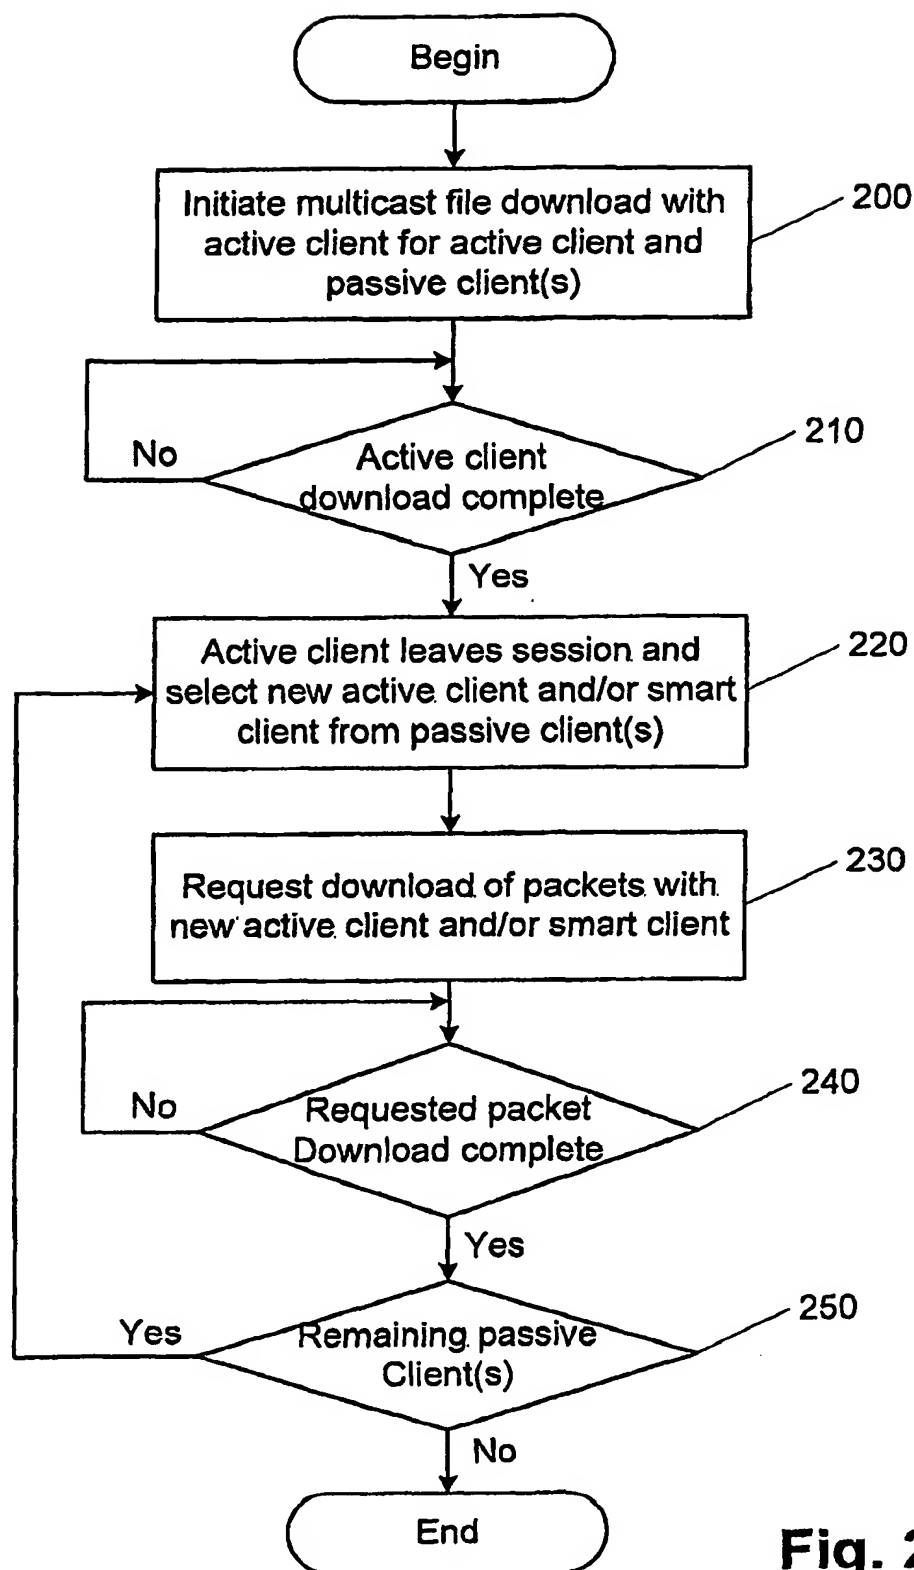 Begin
Initiate multicast file download with
active client for active client and
passive client(s)
200
No
Active client
download complete
210
Yes
Active client leaves session and
select new active client and/or smart
client from passive client(s)
220
Request download of packets with
new active client and/or smart client
230
No
Requested packet
Download complete
240
Yes
Yes
Remaining passive
Client(s)
250
No
End
Fig. 2